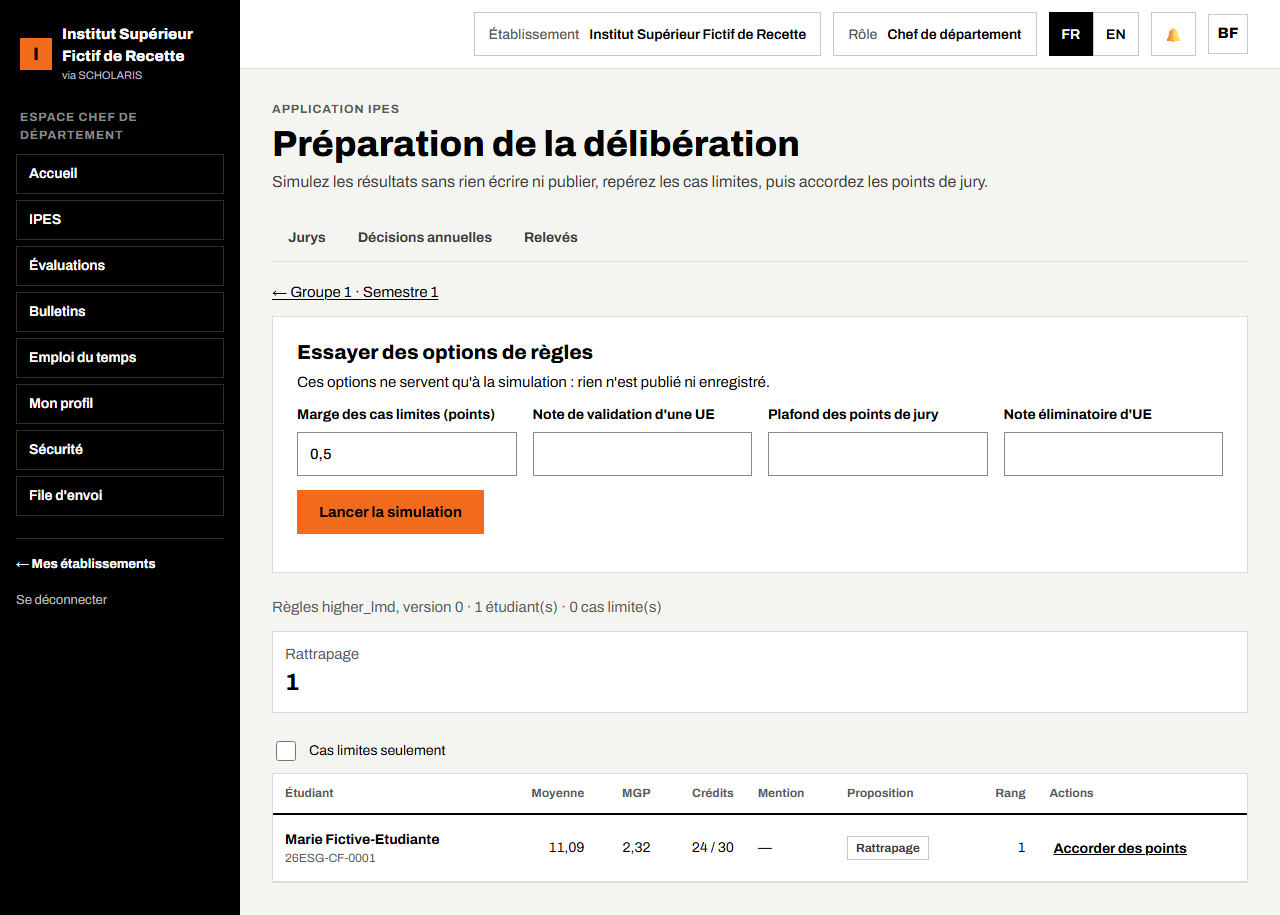 I
Institut Supérieur
Fictif de Recette
via SCHOLARIS
ESPACE CHEF DE
DÉPARTEMENT
Accueil
IPES
Évaluations
Bulletins
Emploi du temps
Mon profil
Sécurité
File d'envoi
← Mes établissements
Se déconnecter
Établissement Institut Supérieur Fictif de Recette
Rôle Chef de département
FR EN
BF
APPLICATION IPES
Préparation de la délibération
Simulez les résultats sans rien écrire ni publier, repérez les cas limites, puis accordez les points de jury.
Jurys Décisions annuelles Relevés
← Groupe 1 · Semestre 1
Essayer des options de règles
Ces options ne servent qu'à la simulation : rien n'est publié ni enregistré.
Marge des cas limites (points) Note de validation d'une UE Plafond des points de jury Note éliminatoire d'UE
0,5
Lancer la simulation
Règles higher_lmd, version 0 · 1 étudiant(s) · 0 cas limite(s)
Rattrapage
1
Cas limites seulement
Étudiant Moyenne MGP Crédits Mention Proposition Rang Actions
Marie Fictive-Etudiante 11,09 2,32 24 / 30 — Rattrapage 1 Accorder des points
26ESG-CF-0001